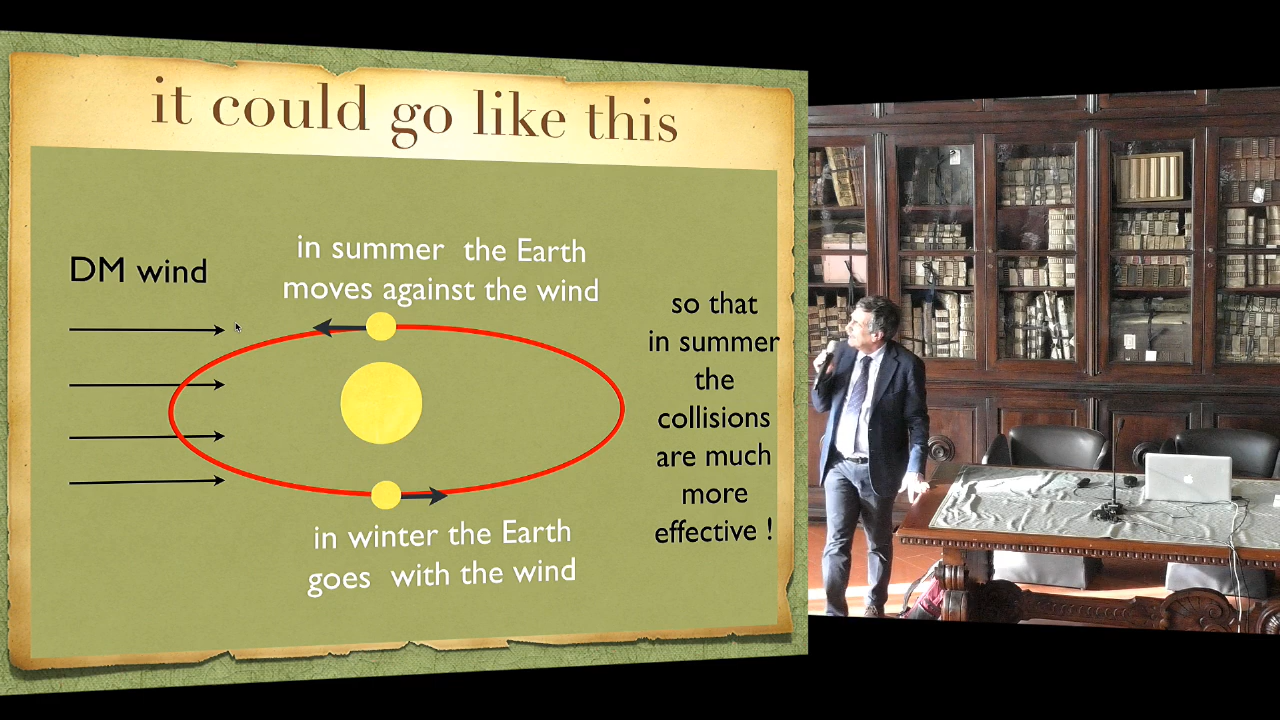 it could go like this
DM wind
in summer the Earth
moves against the wind
so that
in summer
the
collisions
are much
more
effective !
in winter the Earth
goes with the wind